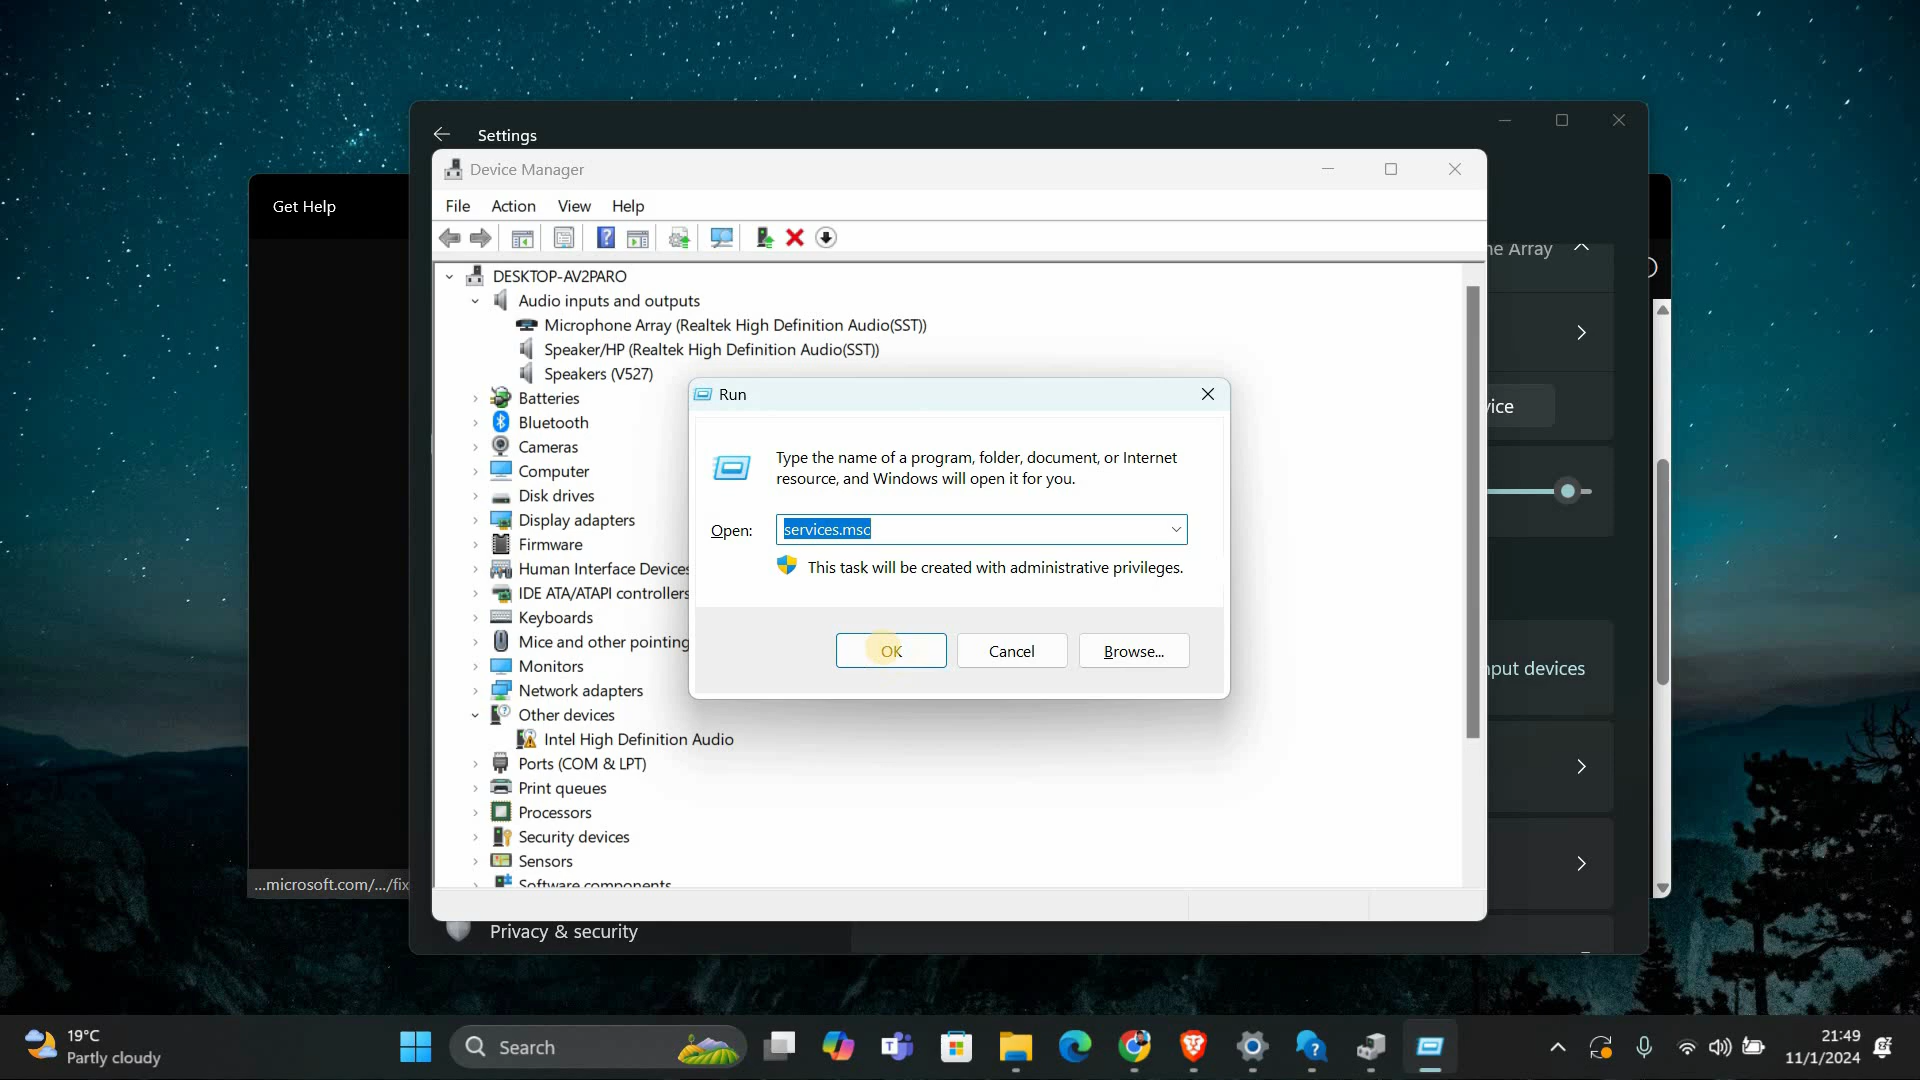 Settings
Get Help
Device Manager
File Action View Help
DESKTOP-AV2PARO
Audio inputs and outputs
Microphone Array (Realtek High Definition Audio(SST))
Speaker/HP (Realtek High Definition Audio(SST))
Speakers (V527)
Batteries
Bluetooth
Cameras
Computer
Disk drives
Display adapters
Firmware
Human Interface Devices
IDE ATA/ATAPI controllers
Keyboards
Mice and other pointing
Monitors
Network adapters
Other devices
Intel High Definition Audio
Ports (COM & LPT)
Print queues
Processors
Security devices
Sensors
Software components
Run
Type the name of a program, folder, document, or Internet
resource, and Windows will open it for you.
Open: services.msc
This task will be created with administrative privileges.
OK Cancel Browse...
ne Array
vice
put devices
...microsoft.com/.../fix
Privacy & security
19°C
Partly cloudy
Search
21:49
11/1/2024